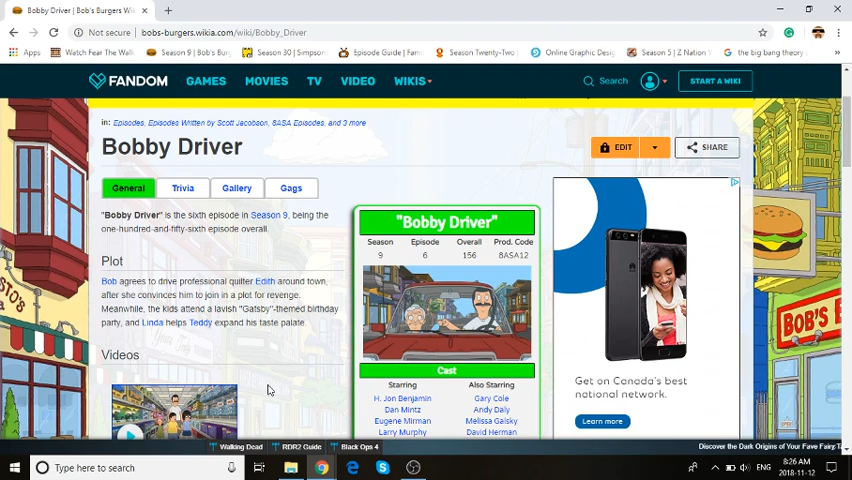 Bobby Driver | Bob's Burgers Wi
Not secure | bobs-burgers.wikia.com/wiki/Bobby_Driver
Apps Watch Fear The Walk Season 9 | Bob's Bur Season 30 | Simpson Episode Guide | Fam Season Twenty-Two Online Graphic Desig Season 5 | Z Nation the big bang theory
FANDOM GAMES MOVIES TV VIDEO WIKIS Search START A WIKI
in: Episodes, Episodes Written by Scott Jacobson, 8ASA Episodes, and 3 more
Bobby Driver
EDIT SHARE
General Trivia Gallery Gags
"Bobby Driver" is the sixth episode in Season 9, being the
one-hundred-and-fifty-sixth episode overall.
Plot
Bob agrees to drive professional quilter Edith around town,
after she convinces him to join in a plot for revenge.
Meanwhile, the kids attend a lavish "Gatsby"-themed birthday
party, and Linda helps Teddy expand his taste palate.
Videos
"Bobby Driver"
Season Episode Overall Prod. Code
9 6 156 8ASA12
Cast
Starring Also Starring
H. Jon Benjamin Gary Cole
Dan Mintz Andy Daly
Eugene Mirman Melissa Galsky
Larry Murphy David Herman
Get on Canada's best
national network.
Learn more
BOB'S B
Walking Dead RDR2 Guide Black Ops 4 Discover the Dark Origins of Your Fave Fairy Ta
Type here to search
ENG
8:26 AM
2018-11-12